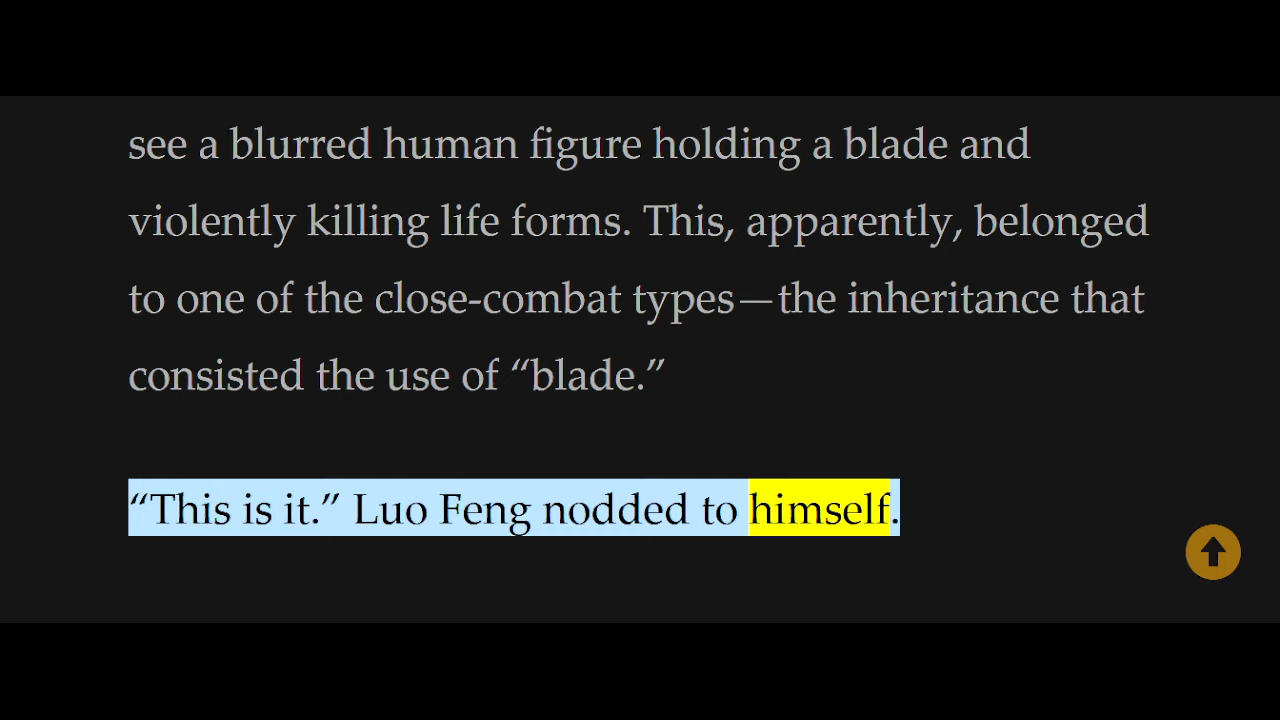 see a blurred human figure holding a blade and
violently killing life forms. This, apparently, belonged
to one of the close-combat types—the inheritance that
consisted the use of “blade.”
“This is it.” Luo Feng nodded to himself.